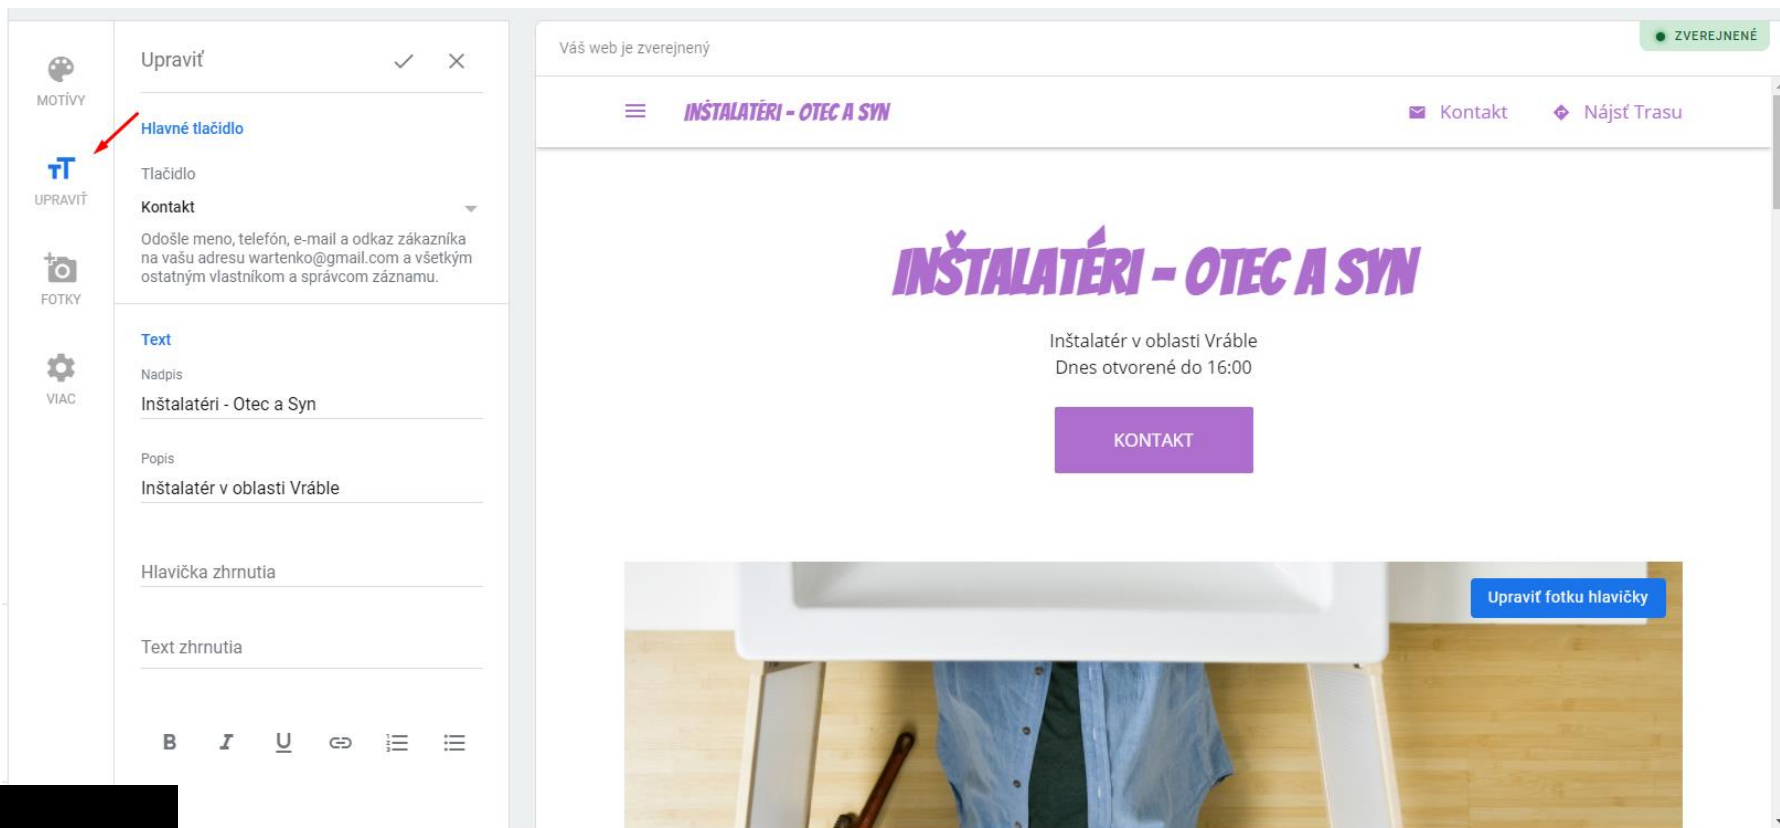 MOTÍVY
UPRAVIŤ
FOTKY
VIAC
Upraviť
Hlavné tlačidlo
Tlačidlo
Kontakt
Odošle meno, telefón, e-mail a odkaz zákazníka
na vašu adresu wartenko@gmail.com a všetkým
ostatným vlastníkom a správcom záznamu.
Text
Nadpis
Inštalatéri - Otec a Syn
Popis
Inštalatér v oblasti Vráble
Hlavička zhrnutia
Text zhrnutia
B I U
Váš web je zverejnený
ZVEREJNENÉ
INŠTALATÉRI - OTEC A SYN
Kontakt
Nájsť Trasu
INŠTALATÉRI - OTEC A SYN
Inštalatér v oblasti Vráble
Dnes otvorené do 16:00
KONTAKT
Upraviť fotku hlavičky